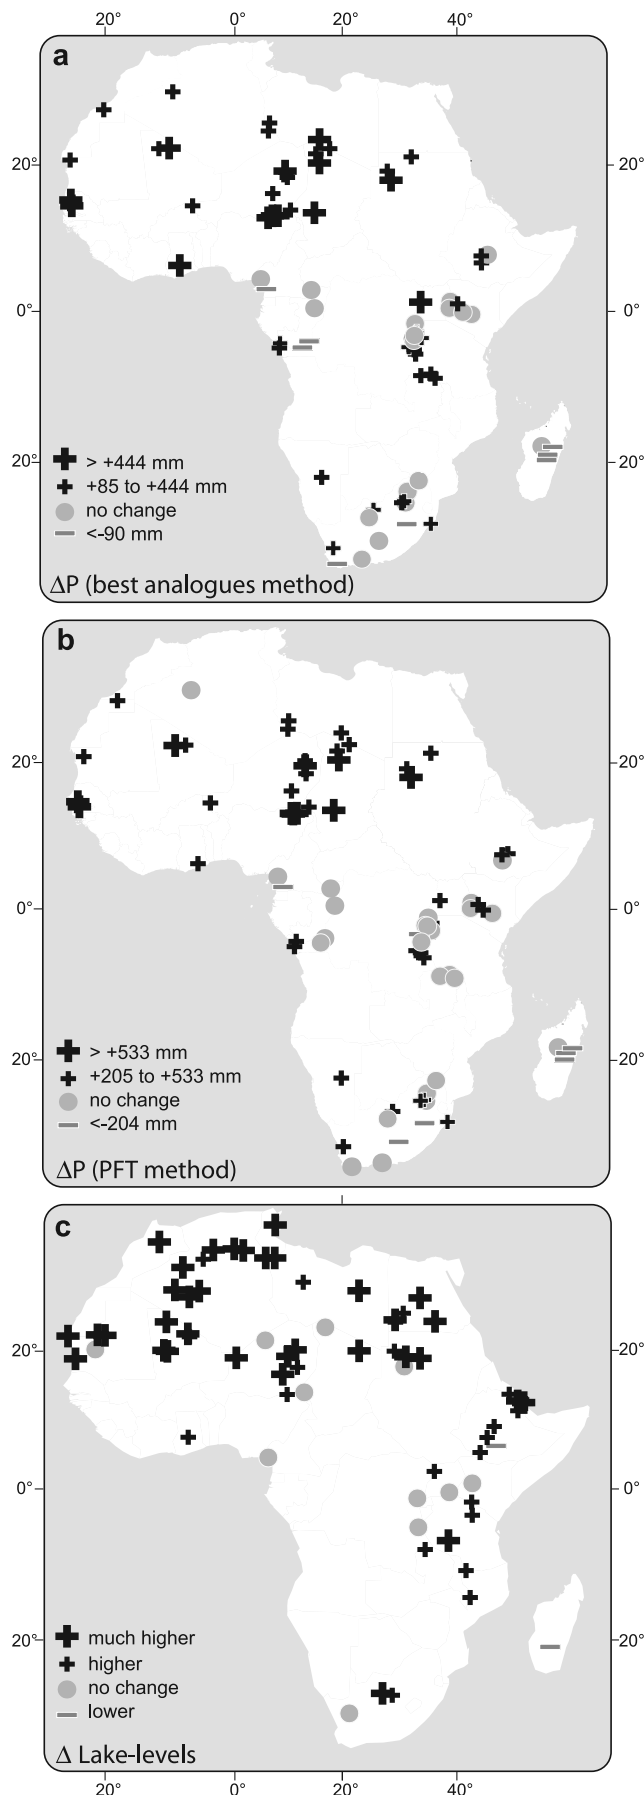 20° 0° 20° 40°
a
20° 20°
0° 0°
20° 20°
> +444 mm
+85 to +444 mm
no change
<-90 mm
ΔP (best analogues method)
b
20° 20°
0° 0°
20° 20°
> +533 mm
+205 to +533 mm
no change
<-204 mm
ΔP (PFT method)
c
20° 20°
0° 0°
20° 20°
much higher
higher
no change
lower
Δ Lake-levels
20° 0° 20° 40°